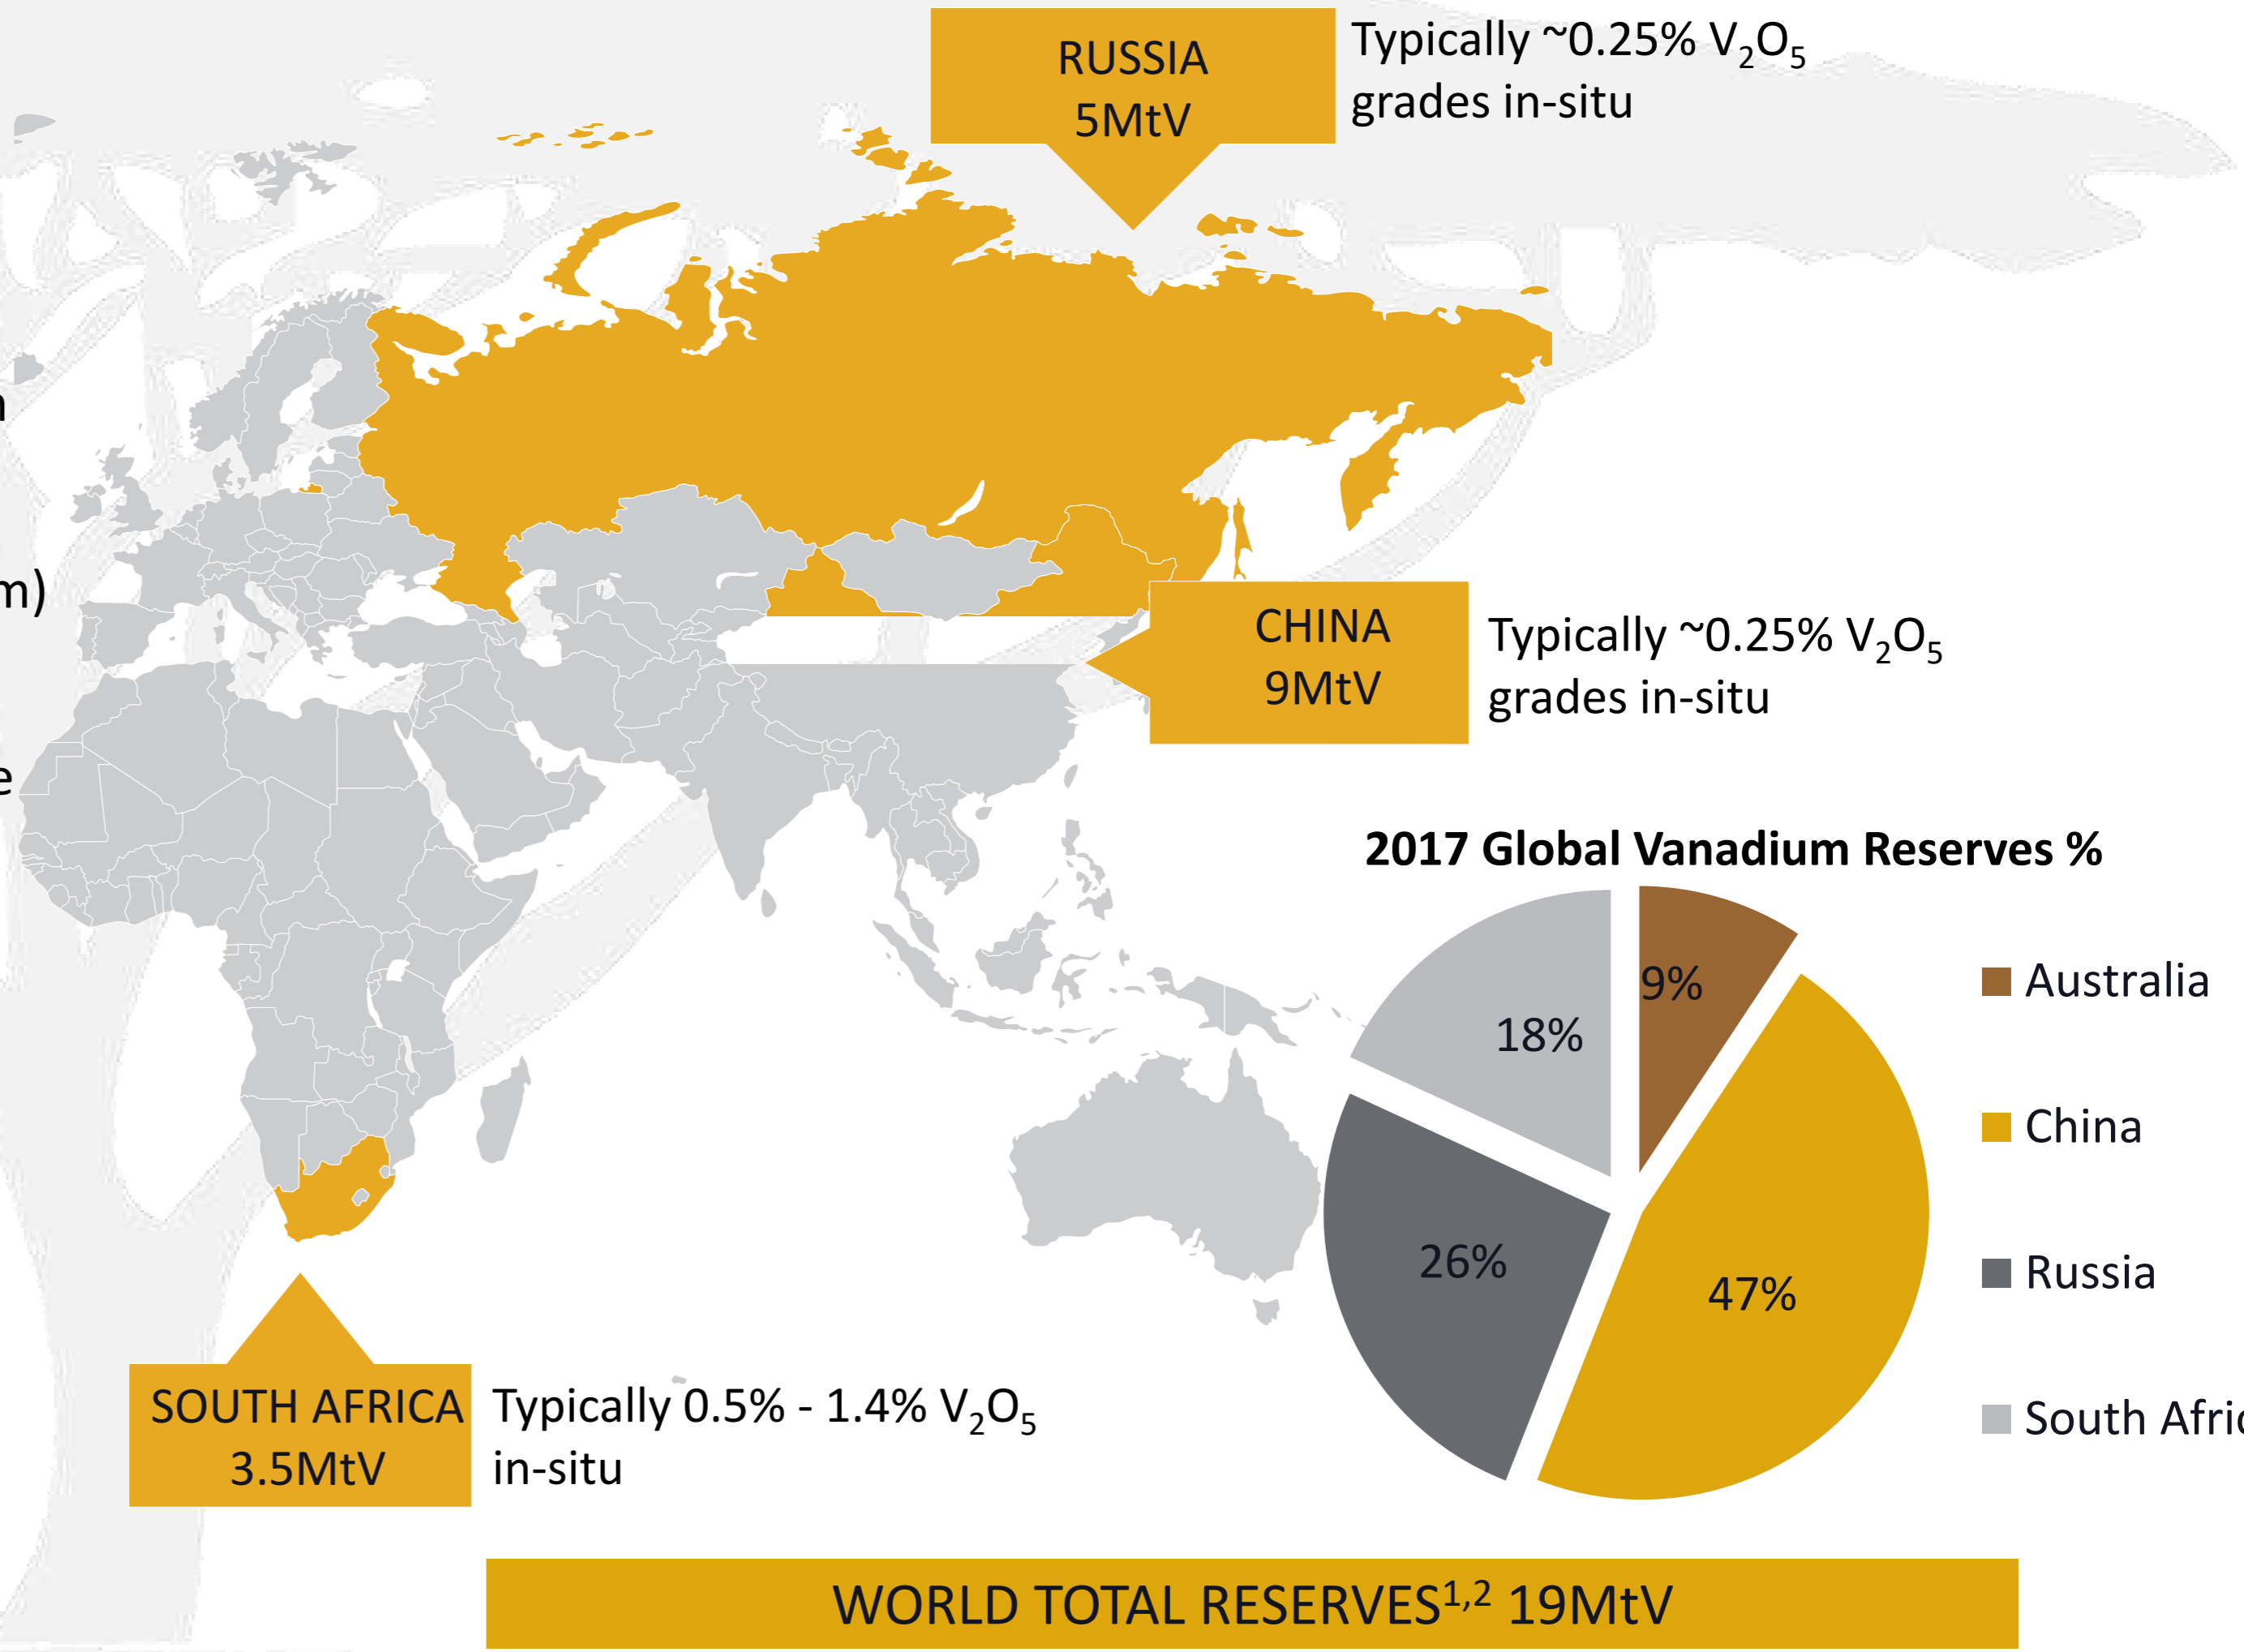 RUSSIA
5MtV
Typically ~0.25% V₂O₅
grades in-situ
m)
CHINA
9MtV
Typically ~0.25% V₂O₅
grades in-situ
e
2017 Global Vanadium Reserves %
9%
18%
26%
47%
Australia
China
Russia
South Afric
SOUTH AFRICA
3.5MtV
Typically 0.5% - 1.4% V₂O₅
in-situ
WORLD TOTAL RESERVES¹,² 19MtV